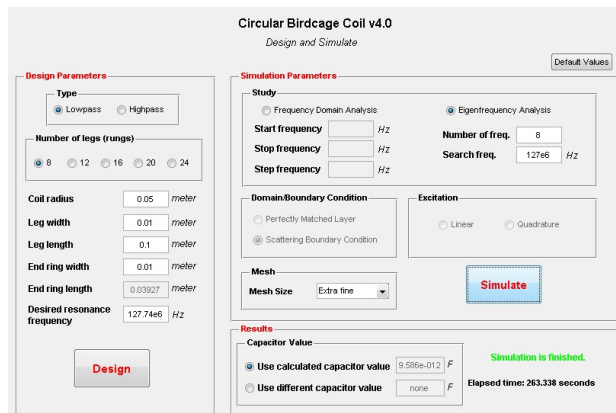 Circular Birdcage Coil v4.0
Design and Simulate
Default Values
Design Parameters
Type
Lowpass Highpass
Number of legs (rungs)
8 12 16 20 24
Coil radius 0.05 meter
Leg width 0.01 meter
Leg length 0.1 meter
End ring width 0.01 meter
End ring length 0.03927 meter
Desired resonance frequency 127.74e6 Hz
Design
Simulation Parameters
Study
Frequency Domain Analysis Eigenfrequency Analysis
Start frequency Hz
Stop frequency Hz
Step frequency Hz
Number of freq. 8
Search freq. 127e6 Hz
Domain/Boundary Condition
Perfectly Matched Layer
Scattering Boundary Condition
Excitation
Linear Quadrature
Mesh
Mesh Size Extra fine
Simulate
Results
Capacitor Value
Use calculated capacitor value 9.586e-012 F
Use different capacitor value none F
Simulation is finished.
Elapsed time: 263.338 seconds